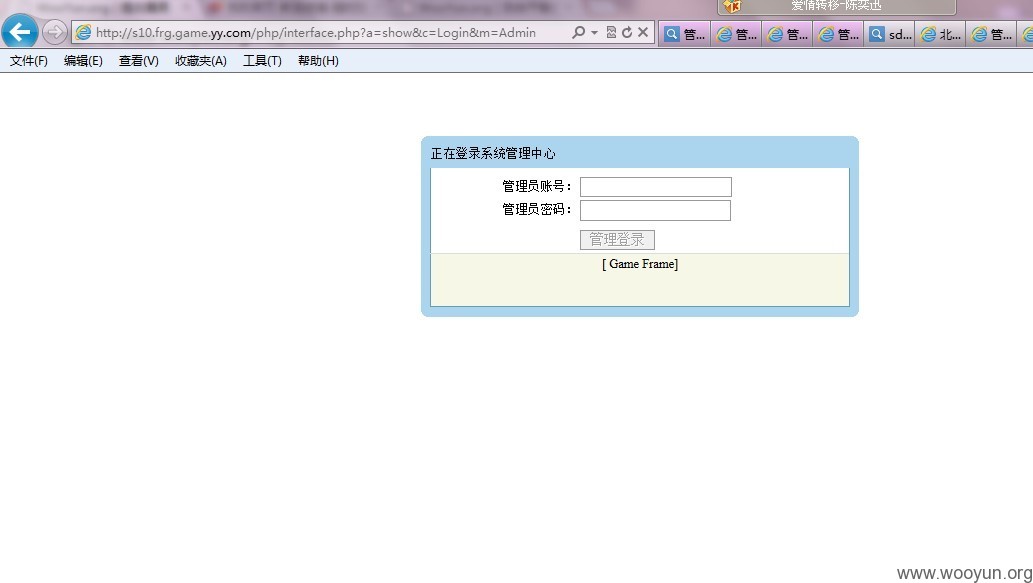 爱情转移-陈奕迅
http://s10.frg.game.yy.com/php/interface.php?a=show&c=Login&m=Admin
管... 管... 管... 管... sd... 北... 管...
文件(F) 编辑(E) 查看(V) 收藏夹(A) 工具(T) 帮助(H)
正在登录系统管理中心
管理员账号：
管理员密码：
管理登录
[ Game Frame]
www.wooyun.org